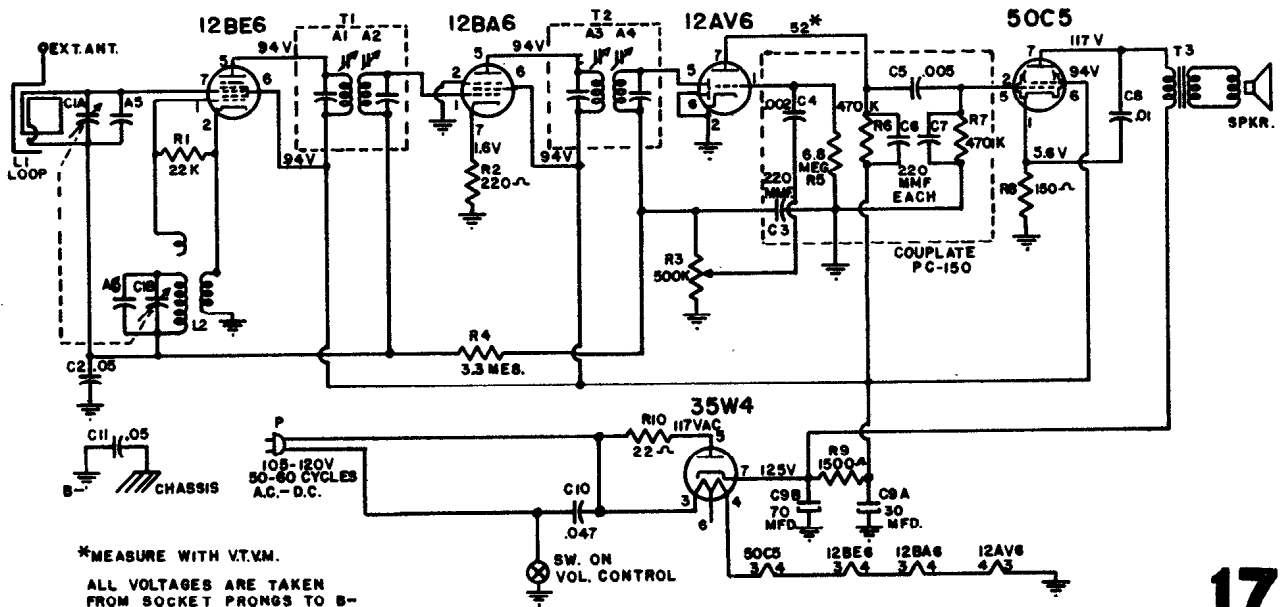 12BE6
T1
A1 A2
12BA6
T2
A3 A4
12AV6
52*
50C5
EXT. ANT.
5
94V
5
94V
7
117 V
T3
7
6
2
6
5
1
C5 .005
2
94V
C1A
A5
1
1
6
.002
C4
470K
5
6
C8
.01
2
7
2
R6
C6
C7
R7
1
SPKR.
R1
22K
1.6V
470K
5.6V
L1
LOOP
94V
R2
220Ω
94V
6.8
MEG
R5
220
MMF
EACH
R8
150Ω
220
MMF
C3
R3
500K
COUPLATE
PC-150
A6
C1B
L2
R4
3.3 MEG.
C2 .05
35W4
C11
.05
P
R10
117VAC
5
22Ω
R9
1500Ω
B-
CHASSIS
105-120V
50-60 CYCLES
A.C.-D.C.
7
125V
C10
.047
3
4
6
C9B
70
MFD.
C9A
30
MFD.
*MEASURE WITH V.T.V.M.
SW. ON
VOL. CONTROL
50C5
3 4
12BE6
3 4
12BA6
3 4
12AV6
4 3
ALL VOLTAGES ARE TAKEN
FROM SOCKET PRONGS TO B-
17